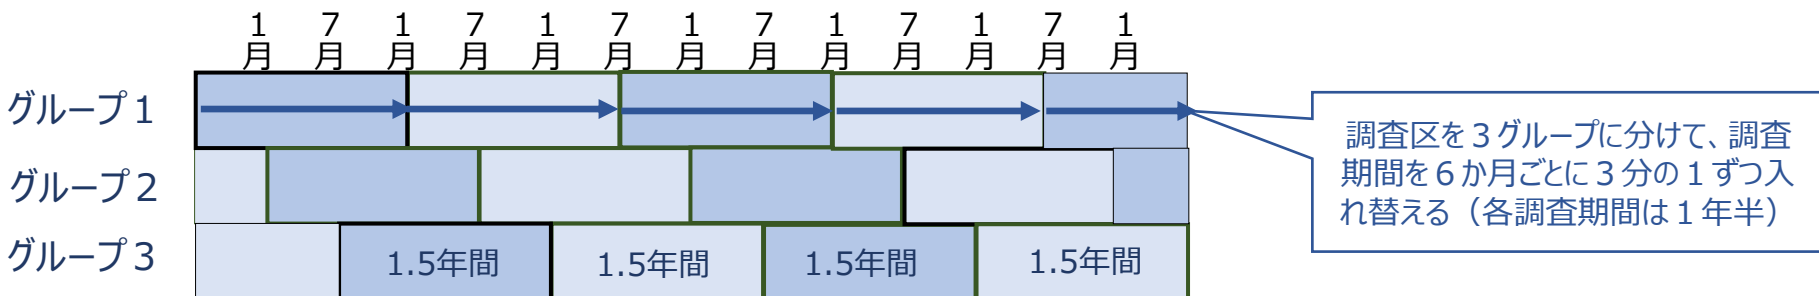 1月 7月 1月 7月 1月 7月 1月 7月 1月 7月 1月 7月 1月
グループ1
グループ2
グループ3
1.5年間 1.5年間 1.5年間 1.5年間
調査区を3グループに分けて、調査
期間を6か月ごとに3分の1ずつ入
れ替える（各調査期間は1年半）